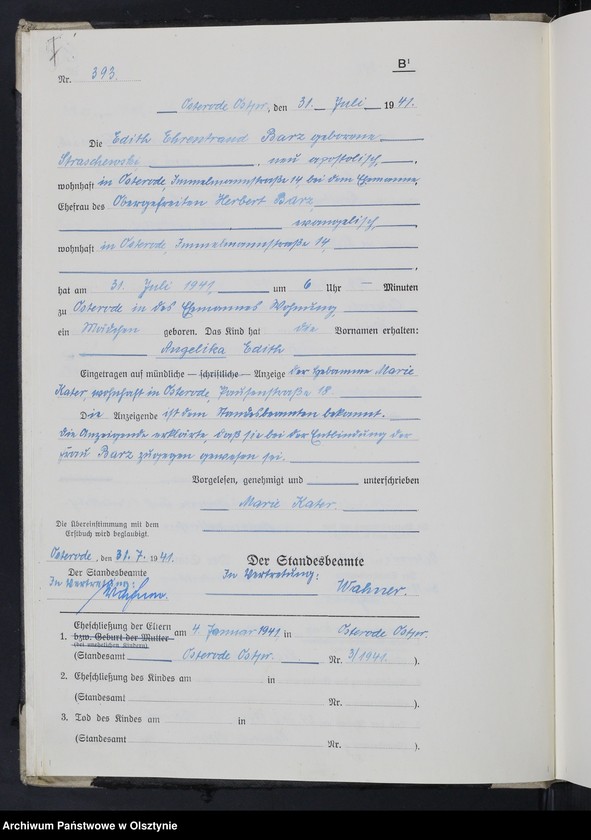 B¹
Nr. 393.
Osterode Ostpr., den 31. Juli 1941.
Die Edith Ehrentraud Barz geborene
Straschewski, neuapostolisch,
wohnhaft in Osterode, Immelmannstraße 14, bei dem Ehemanne,
Ehefrau des Obergefreiten Herbert Barz,
evangelisch,
wohnhaft in Osterode, Immelmannstraße 14,
hat am 31. Juli 1941, um 6 Uhr — Minuten
zu Osterode in des Ehemannes Wohnung,
ein Mädchen geboren. Das Kind hat die Vornamen erhalten:
Angelika Edith
Eingetragen auf mündliche — schriftliche — Anzeige der Hebamme Marie
Kater, wohnhaft in Osterode, 18
Die Anzeigende ist dem Standesbeamten bekannt.
Die Anzeigende erklärte, daß sie bei der Entbindung der
Frau Barz zugegen gewesen sei.
Vorgelesen, genehmigt und unterschrieben
Marie Kater.
Die Übereinstimmung mit dem
Erstbuch wird beglaubigt.
Osterode, den 31. 7. 1941.
Der Standesbeamte
In Vertretung:
Wahner.
Der Standesbeamte
In Vertretung:
Wahner.
1. Eheschließung der Eltern
bzw. Geburt der Mutter
(bei unehelichen Kindern)
am 4. Januar 1941 in Osterode Ostpr.
(Standesamt Osterode Ostpr. Nr. 3/1941.).
2. Eheschließung des Kindes am in
(Standesamt Nr. ).
3. Tod des Kindes am in
(Standesamt Nr. ).
Archiwum Państwowe w Olsztynie